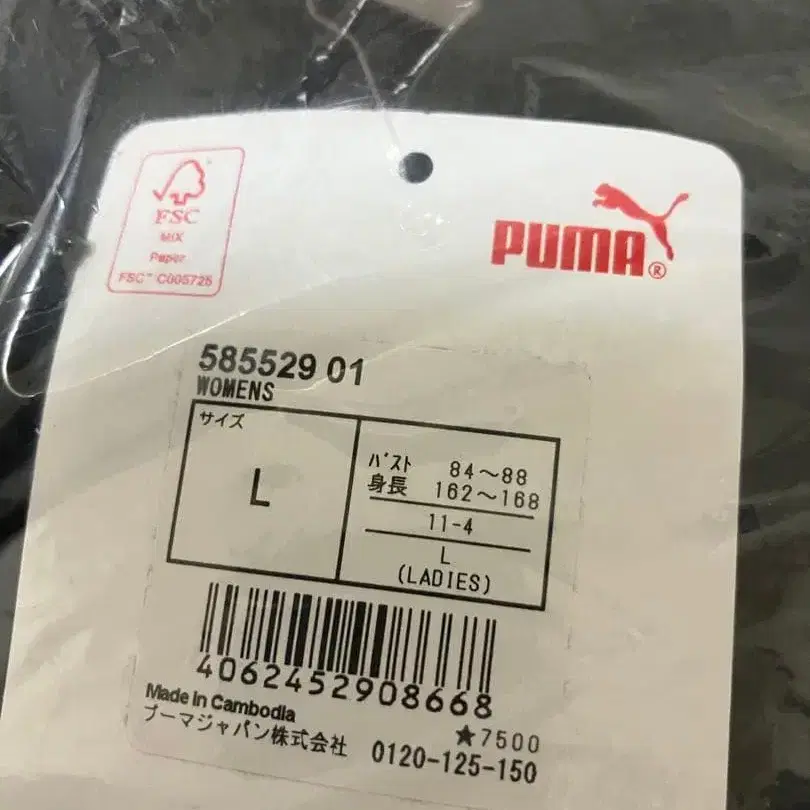 FSC
MIX
Paper
FSC™ C005725
PUMA®
585529 01
WOMENS
サイズ
L
バスト 84～88
身長 162～168
11-4
L
(LADIES)
4062452908668
Made in Cambodia
★7500
プーマジャパン株式会社 0120-125-150